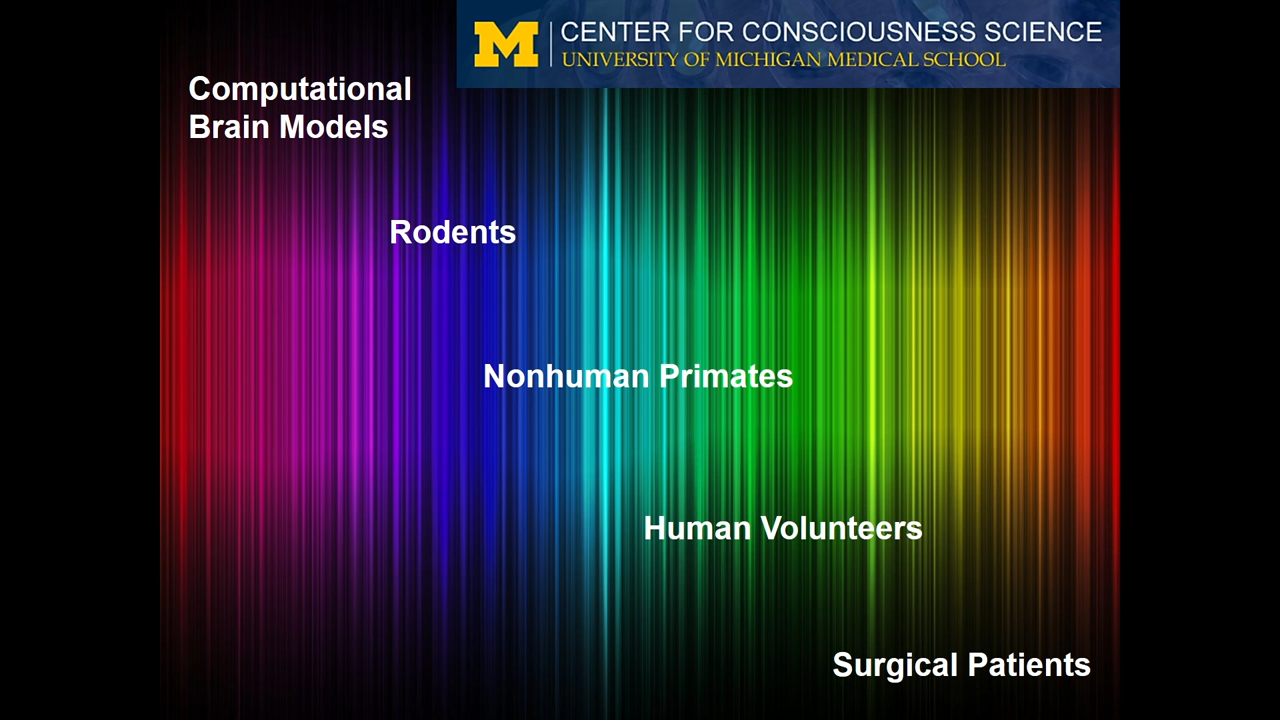 M
CENTER FOR CONSCIOUSNESS SCIENCE
UNIVERSITY OF MICHIGAN MEDICAL SCHOOL
Computational
Brain Models
Rodents
Nonhuman Primates
Human Volunteers
Surgical Patients